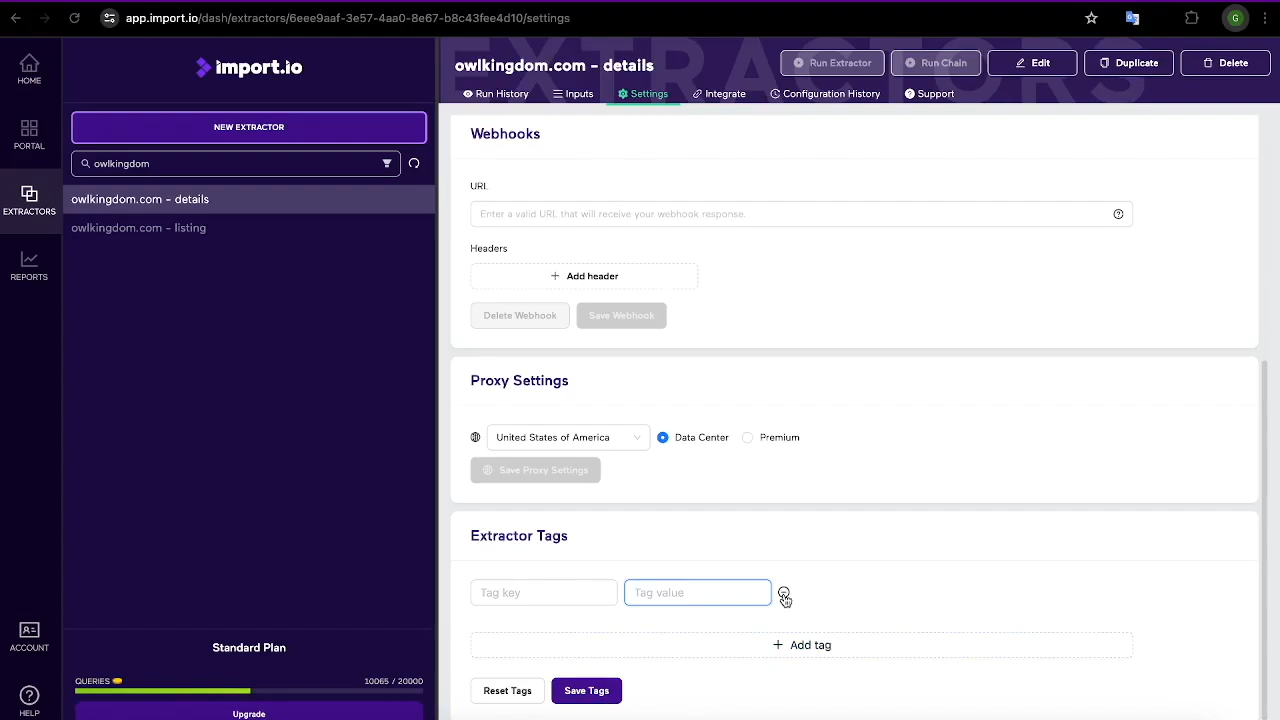 app.import.io/dash/extractors/6eee9aaf-3e57-4aa0-8e67-b8c43fee4d10/settings
G
HOME
PORTAL
EXTRACTORS
REPORTS
ACCOUNT
HELP
import.io
NEW EXTRACTOR
owlkingdom
owlkingdom.com - details
owlkingdom.com - listing
Standard Plan
QUERIES 10065 / 20000
Upgrade
EXTRACTORS
owlkingdom.com - details
Run Extractor
Run Chain
Edit
Duplicate
Delete
Run History
Inputs
Settings
Integrate
Configuration History
Support
Webhooks
URL
Enter a valid URL that will receive your webhook response.
Headers
+ Add header
Delete Webhook
Save Webhook
Proxy Settings
United States of America
Data Center
Premium
Save Proxy Settings
Extractor Tags
Tag key
Tag value
+ Add tag
Reset Tags
Save Tags